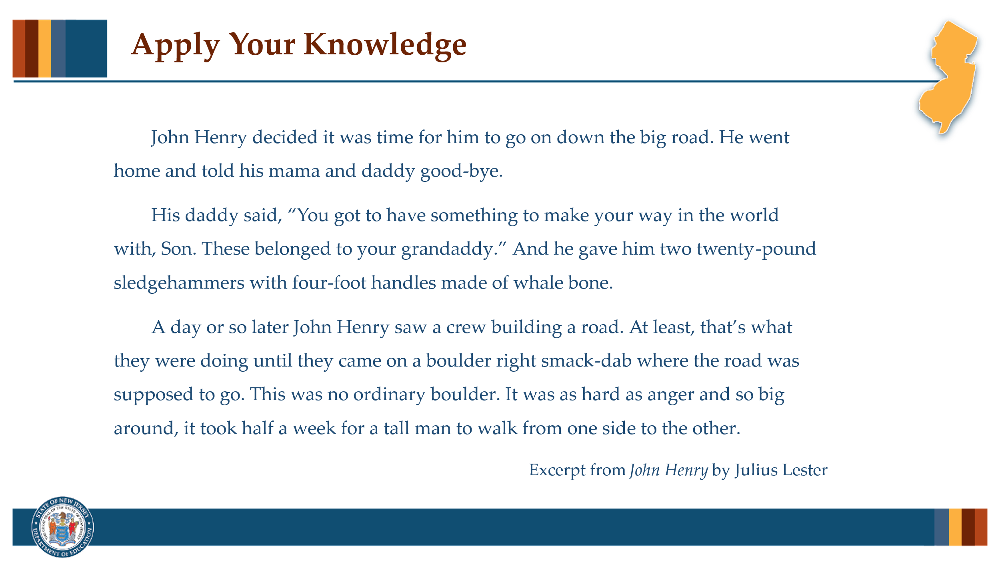 Apply Your Knowledge
John Henry decided it was time for him to go on down the big road. He went
home and told his mama and daddy good-bye.
His daddy said, “You got to have something to make your way in the world
with, Son. These belonged to your grandaddy.” And he gave him two twenty-pound
sledgehammers with four-foot handles made of whale bone.
A day or so later John Henry saw a crew building a road. At least, that’s what
they were doing until they came on a boulder right smack-dab where the road was
supposed to go. This was no ordinary boulder. It was as hard as anger and so big
around, it took half a week for a tall man to walk from one side to the other.
Excerpt from John Henry by Julius Lester
STATE OF NEW JERSEY
THE GREAT SEAL OF THE STATE OF NEW JERSEY
DEPARTMENT OF EDUCATION